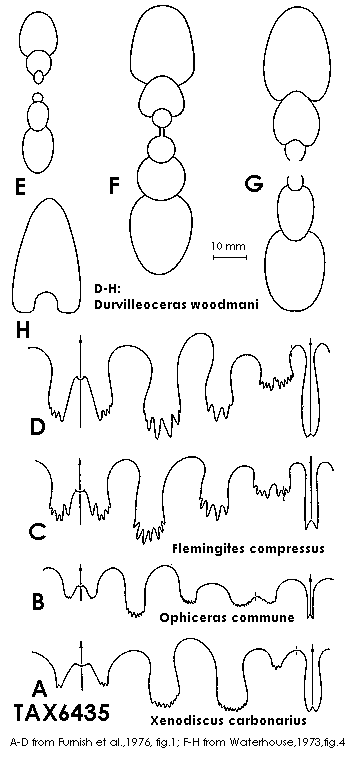 E
F
G
10 mm
D-H:
Durvilleoceras woodmani
H
D
C
Flemingites compressus
B
Ophiceras commune
A
TAX6435
Xenodiscus carbonarius
A-D from Furnish et al.,1976, fig.1; F-H from Waterhouse,1973,fig.4